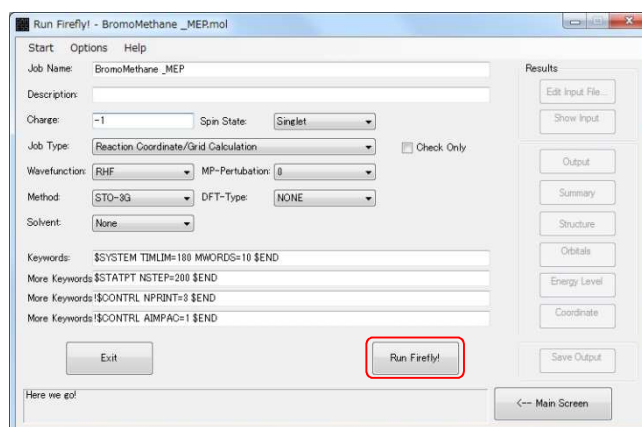 Run Firefly! - BromoMethane _MEP.mol
Start Options Help
Job Name: BromoMethane _MEP
Results
Description:
Edit Input File...
Charge: -1 Spin State: Singlet
Show Input
Job Type: Reaction Coordinate/Grid Calculation Check Only
Output
Wavefunction: RHF MP-Pertubation: 0
Summary
Method: STO-3G DFT-Type: NONE
Solvent: None
Structure
Orbitals
Keywords: $SYSTEM TIMLIM=180 MWORDS=10 $END
More Keywords $STATPT NSTEP=200 $END
Energy Level
More Keywords !$CONTRL NPRINT=3 $END
Coordinate
More Keywords !$CONTRL AIMPAC=1 $END
Exit Run Firefly! Save Output
Here we go!
<-- Main Screen